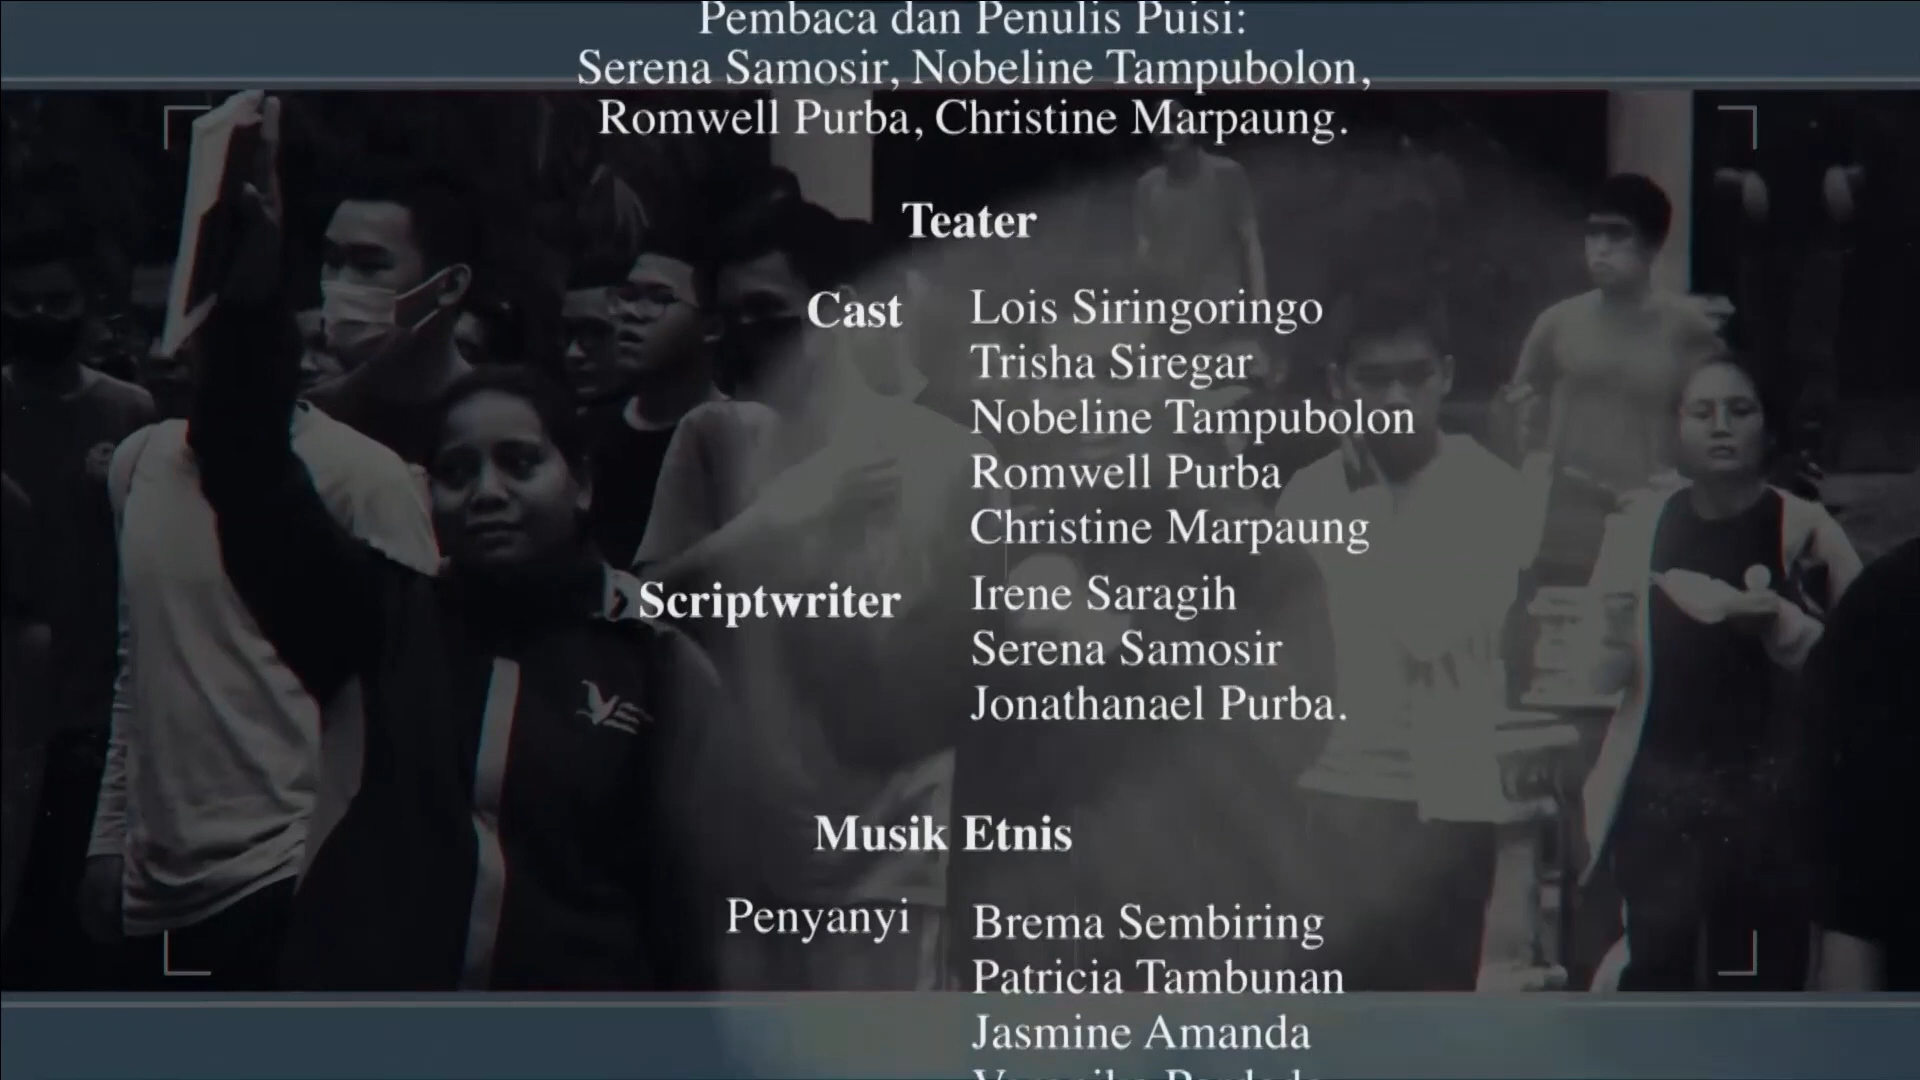 Pembaca dan Penulis Puisi:
Serena Samosir, Nobeline Tampubolon,
Romwell Purba, Christine Marpaung.
Teater
Cast Lois Siringoringo
Trisha Siregar
Nobeline Tampubolon
Romwell Purba
Christine Marpaung
Scriptwriter Irene Saragih
Serena Samosir
Jonathanael Purba.
Musik Etnis
Penyanyi Brema Sembiring
Patricia Tambunan
Jasmine Amanda